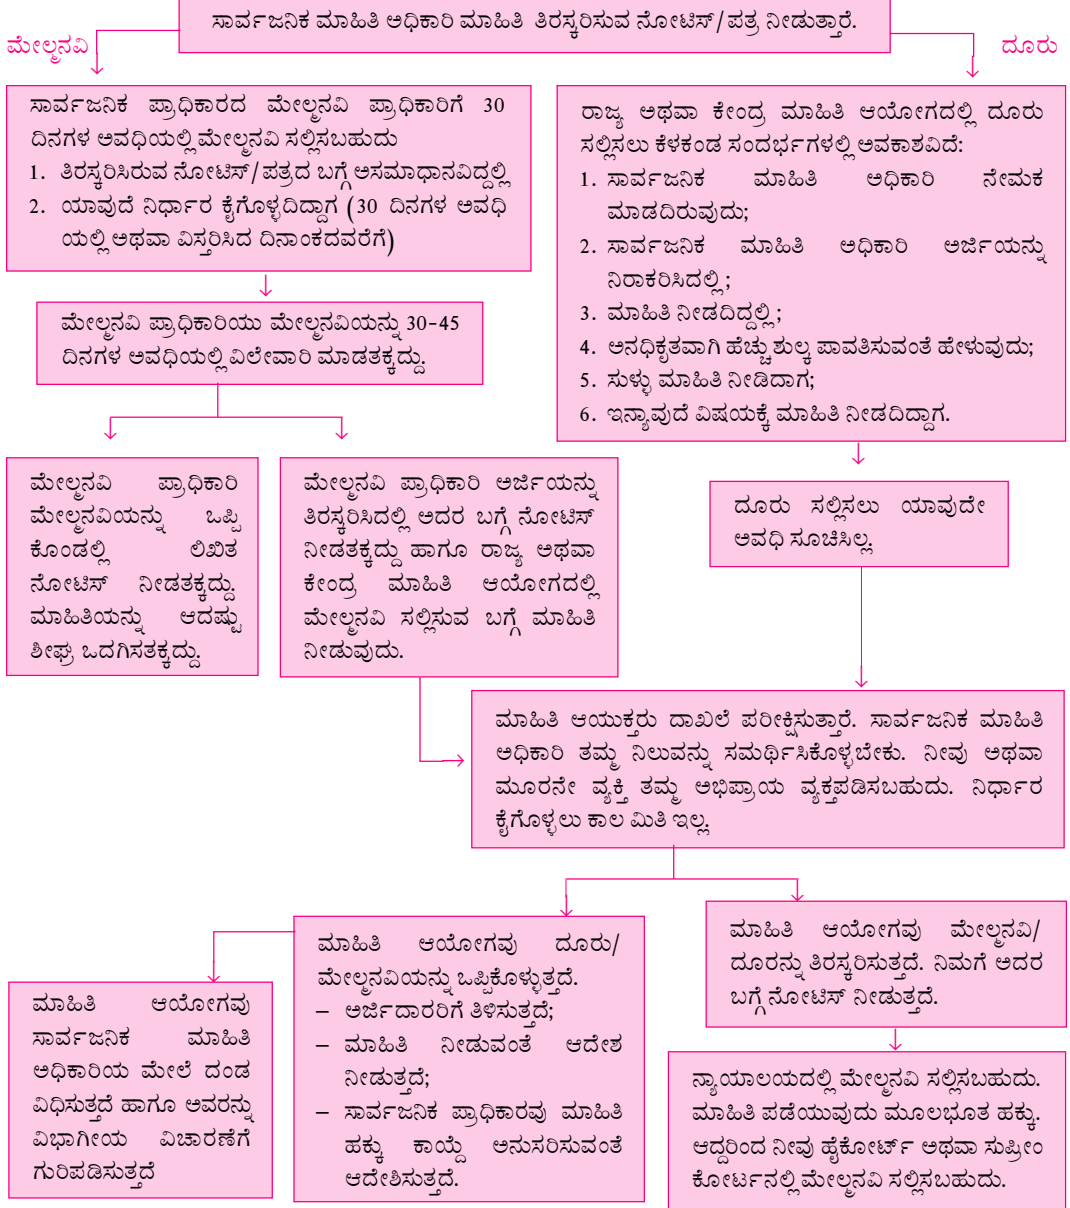 ಸಾರ್ವಜನಿಕ ಮಾಹಿತಿ ಅಧಿಕಾರಿ ಮಾಹಿತಿ ತಿರಸ್ಕರಿಸುವ ನೋಟಿಸ್/ಪತ್ರ ನೀಡುತ್ತಾರೆ.
ಮೇಲ್ಮನವಿ
ದೂರು
ಸಾರ್ವಜನಿಕ ಪ್ರಾಧಿಕಾರದ ಮೇಲ್ಮನವಿ ಪ್ರಾಧಿಕಾರಿಗೆ 30
ದಿನಗಳ ಅವಧಿಯಲ್ಲಿ ಮೇಲ್ಮನವಿ ಸಲ್ಲಿಸಬಹುದು
1. ತಿರಸ್ಕರಿಸಿರುವ ನೋಟಿಸ್/ಪತ್ರದ ಬಗ್ಗೆ ಅಸಮಾಧಾನವಿದ್ದಲ್ಲಿ
2. ಯಾವುದೆ ನಿರ್ಧಾರ ಕೈಗೊಳ್ಳದಿದ್ದಾಗ (30 ದಿನಗಳ ಅವಧಿ
ಯಲ್ಲಿ ಅಥವಾ ವಿಸ್ತರಿಸಿದ ದಿನಾಂಕದವರೆಗೆ)
ಮೇಲ್ಮನವಿ ಪ್ರಾಧಿಕಾರಿಯು ಮೇಲ್ಮನವಿಯನ್ನು 30-45
ದಿನಗಳ ಅವಧಿಯಲ್ಲಿ ವಿಲೇವಾರಿ ಮಾಡತಕ್ಕದ್ದು.
ಮೇಲ್ಮನವಿ ಪ್ರಾಧಿಕಾರಿ
ಮೇಲ್ಮನವಿಯನ್ನು ಒಪ್ಪಿ
ಕೊಂಡಲ್ಲಿ ಲಿಖಿತ
ನೋಟಿಸ್ ನೀಡತಕ್ಕದ್ದು.
ಮಾಹಿತಿಯನ್ನು ಆದಷ್ಟು
ಶೀಘ್ರ ಒದಗಿಸತಕ್ಕದ್ದು.
ಮೇಲ್ಮನವಿ ಪ್ರಾಧಿಕಾರಿ ಅರ್ಜಿಯನ್ನು
ತಿರಸ್ಕರಿಸಿದಲ್ಲಿ ಅದರ ಬಗ್ಗೆ ನೋಟಿಸ್
ನೀಡತಕ್ಕದ್ದು ಹಾಗೂ ರಾಜ್ಯ ಅಥವಾ
ಕೇಂದ್ರ ಮಾಹಿತಿ ಆಯೋಗದಲ್ಲಿ
ಮೇಲ್ಮನವಿ ಸಲ್ಲಿಸುವ ಬಗ್ಗೆ ಮಾಹಿತಿ
ನೀಡುವುದು.
ರಾಜ್ಯ ಅಥವಾ ಕೇಂದ್ರ ಮಾಹಿತಿ ಆಯೋಗದಲ್ಲಿ ದೂರು
ಸಲ್ಲಿಸಲು ಕೆಳಕಂಡ ಸಂದರ್ಭಗಳಲ್ಲಿ ಅವಕಾಶವಿದೆ:
1. ಸಾರ್ವಜನಿಕ ಮಾಹಿತಿ ಅಧಿಕಾರಿ ನೇಮಕ
ಮಾಡದಿರುವುದು;
2. ಸಾರ್ವಜನಿಕ ಮಾಹಿತಿ ಅಧಿಕಾರಿ ಅರ್ಜಿಯನ್ನು
ನಿರಾಕರಿಸಿದಲ್ಲಿ;
3. ಮಾಹಿತಿ ನೀಡದಿದ್ದಲ್ಲಿ;
4. ಅನಧಿಕೃತವಾಗಿ ಹೆಚ್ಚು ಶುಲ್ಕ ಪಾವತಿಸುವಂತೆ ಹೇಳುವುದು;
5. ಸುಳ್ಳು ಮಾಹಿತಿ ನೀಡಿದಾಗ;
6. ಇನ್ಯಾವುದೆ ವಿಷಯಕ್ಕೆ ಮಾಹಿತಿ ನೀಡದಿದ್ದಾಗ.
ದೂರು ಸಲ್ಲಿಸಲು ಯಾವುದೇ
ಅವಧಿ ಸೂಚಿಸಿಲ್ಲ.
ಮಾಹಿತಿ ಆಯುಕ್ತರು ದಾಖಲೆ ಪರೀಕ್ಷಿಸುತ್ತಾರೆ. ಸಾರ್ವಜನಿಕ ಮಾಹಿತಿ
ಅಧಿಕಾರಿ ತಮ್ಮ ನಿಲುವನ್ನು ಸಮರ್ಥಿಸಿಕೊಳ್ಳಬೇಕು. ನೀವು ಅಥವಾ
ಮೂರನೇ ವ್ಯಕ್ತಿ ತಮ್ಮ ಅಭಿಪ್ರಾಯ ವ್ಯಕ್ತಪಡಿಸಬಹುದು. ನಿರ್ಧಾರ
ಕೈಗೊಳ್ಳಲು ಕಾಲ ಮಿತಿ ಇಲ್ಲ.
ಮಾಹಿತಿ ಆಯೋಗವು
ಸಾರ್ವಜನಿಕ ಮಾಹಿತಿ
ಅಧಿಕಾರಿಯ ಮೇಲೆ ದಂಡ
ವಿಧಿಸುತ್ತದೆ ಹಾಗೂ ಅವರನ್ನು
ವಿಭಾಗೀಯ ವಿಚಾರಣೆಗೆ
ಗುರಿಪಡಿಸುತ್ತದೆ
ಮಾಹಿತಿ ಆಯೋಗವು ದೂರು/
ಮೇಲ್ಮನವಿಯನ್ನು ಒಪ್ಪಿಕೊಳ್ಳುತ್ತದೆ.
– ಅರ್ಜಿದಾರರಿಗೆ ತಿಳಿಸುತ್ತದೆ;
– ಮಾಹಿತಿ ನೀಡುವಂತೆ ಆದೇಶ
ನೀಡುತ್ತದೆ;
– ಸಾರ್ವಜನಿಕ ಪ್ರಾಧಿಕಾರವು ಮಾಹಿತಿ
ಹಕ್ಕು ಕಾಯ್ದೆ ಅನುಸರಿಸುವಂತೆ
ಆದೇಶಿಸುತ್ತದೆ.
ಮಾಹಿತಿ ಆಯೋಗವು ಮೇಲ್ಮನವಿ/
ದೂರನ್ನು ತಿರಸ್ಕರಿಸುತ್ತದೆ. ನಿಮಗೆ ಅದರ
ಬಗ್ಗೆ ನೋಟಿಸ್ ನೀಡುತ್ತದೆ.
ನ್ಯಾಯಾಲಯದಲ್ಲಿ ಮೇಲ್ಮನವಿ ಸಲ್ಲಿಸಬಹುದು.
ಮಾಹಿತಿ ಪಡೆಯುವುದು ಮೂಲಭೂತ ಹಕ್ಕು.
ಆದ್ದರಿಂದ ನೀವು ಹೈಕೋರ್ಟ್ ಅಥವಾ ಸುಪ್ರೀಂ
ಕೋರ್ಟನಲ್ಲಿ ಮೇಲ್ಮನವಿ ಸಲ್ಲಿಸಬಹುದು.